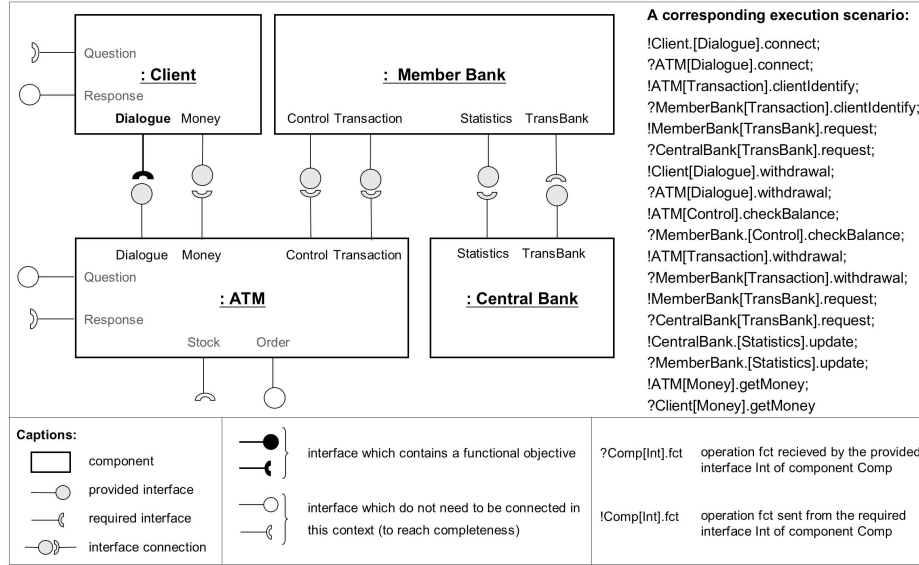 Question
: Client
Response
Dialogue Money
: Member Bank
Control Transaction
Statistics TransBank
Dialogue Money
Control Transaction
Question
: ATM
Response
Stock Order
Statistics TransBank
: Central Bank
A corresponding execution scenario:
!Client.[Dialogue].connect;
?ATM[Dialogue].connect;
!ATM[Transaction].clientIdentify;
?MemberBank[Transaction].clientIdentify;
!MemberBank[TransBank].request;
?CentralBank[TransBank].request;
!Client[Dialogue].withdrawal;
?ATM[Dialogue].withdrawal;
!ATM[Control].checkBalance;
?MemberBank.[Control].checkBalance;
!ATM[Transaction].withdrawal;
?MemberBank[Transaction].withdrawal;
!MemberBank[TransBank].request;
?CentralBank[TransBank].request;
!CentralBank.[Statistics].update;
?MemberBank.[Statistics].update;
!ATM[Money].getMoney;
?Client[Money].getMoney
Captions:
component
provided interface
required interface
interface connection
interface which contains a functional objective
interface which do not need to be connected in
this context (to reach completeness)
?Comp[Int].fct operation fct recieved by the provided
interface Int of component Comp
!Comp[Int].fct operation fct sent from the required
interface Int of component Comp